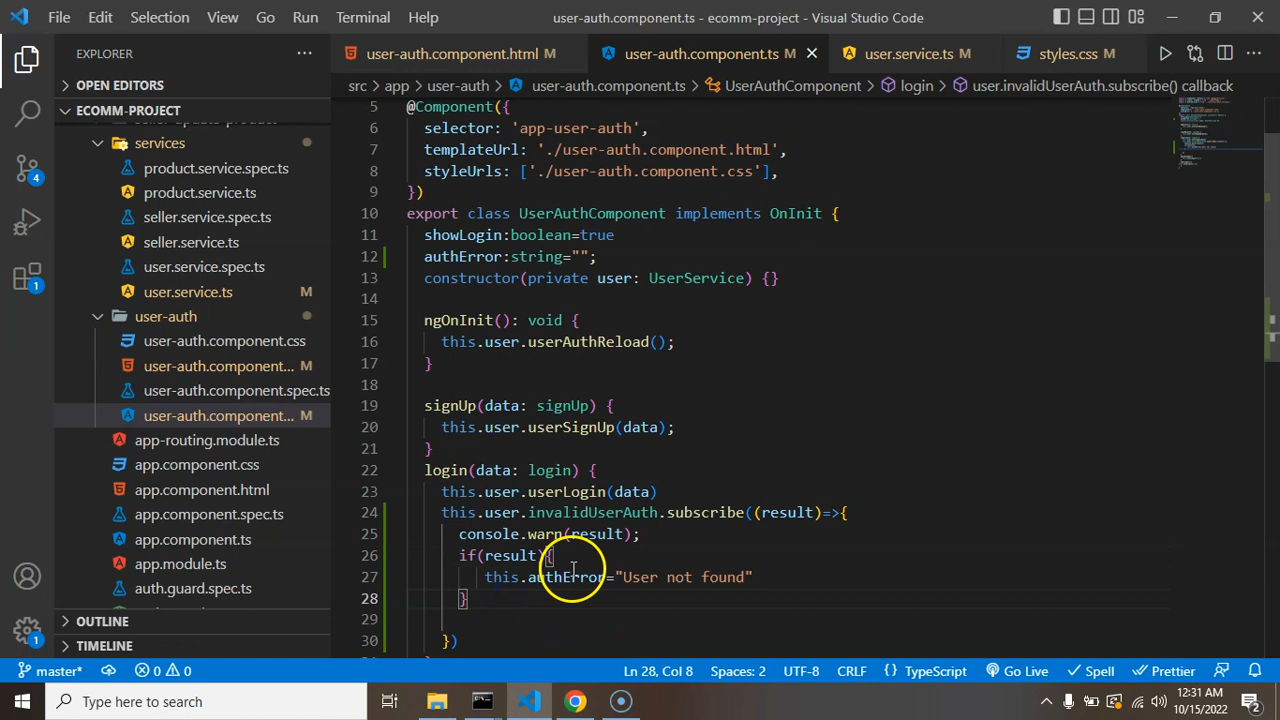 File Edit Selection View Go Run Terminal Help user-auth.component.ts - ecomm-project - Visual Studio Code
EXPLORER
user-auth.component.html M user-auth.component.ts M user.service.ts M styles.css M
src > app > user-auth > user-auth.component.ts > UserAuthComponent > login > user.invalidUserAuth.subscribe() callback
OPEN EDITORS
ECOMM-PROJECT
services
product.service.spec.ts
product.service.ts
seller.service.spec.ts
seller.service.ts
user.service.spec.ts
user.service.ts M
user-auth
user-auth.component.css
user-auth.component... M
user-auth.component.spec.ts
user-auth.component... M
app-routing.module.ts
app.component.css
app.component.html
app.component.spec.ts
app.component.ts
app.module.ts
auth.guard.spec.ts
OUTLINE
TIMELINE
4
1
1
5 @Component({
6 selector: 'app-user-auth',
7 templateUrl: './user-auth.component.html',
8 styleUrls: ['./user-auth.component.css'],
9 })
10 export class UserAuthComponent implements OnInit {
11 showLogin:boolean=true
12 authError:string="";
13 constructor(private user: UserService) {}
14
15 ngOnInit(): void {
16 this.user.userAuthReload();
17 }
18
19 signUp(data: signUp) {
20 this.user.userSignUp(data);
21 }
22 login(data: login) {
23 this.user.userLogin(data)
24 this.user.invalidUserAuth.subscribe((result)=>{
25 console.warn(result);
26 if(result){
27 this.authError="User not found"
28 }
29
30 })
master* 0 0 Ln 28, Col 8 Spaces: 2 UTF-8 CRLF {} TypeScript Go Live Spell Prettier
Type here to search
12:31 AM
10/15/2022
2